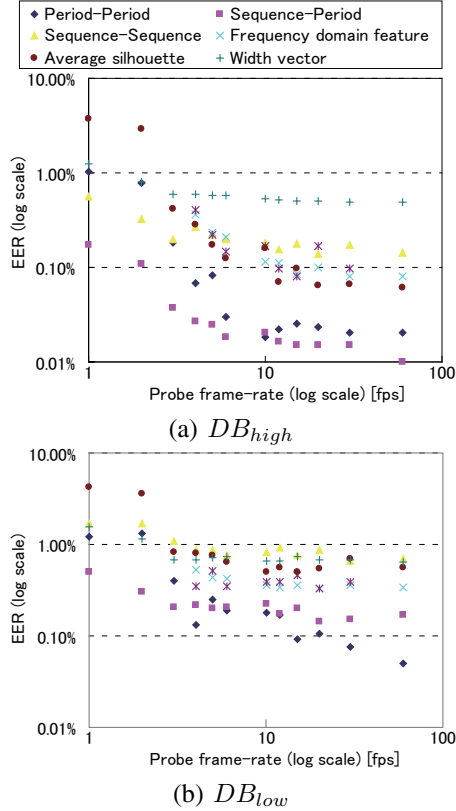 Period-Period Sequence-Period
Sequence-Sequence Frequency domain feature
Average silhouette Width vector
10.00%
1.00%
0.10%
0.01%
EER (log scale)
1 10 100
Probe frame-rate (log scale) [fps]
(a) DBhigh
10.00%
1.00%
0.10%
0.01%
EER (log scale)
1 10 100
Probe frame-rate (log scale) [fps]
(b) DBlow